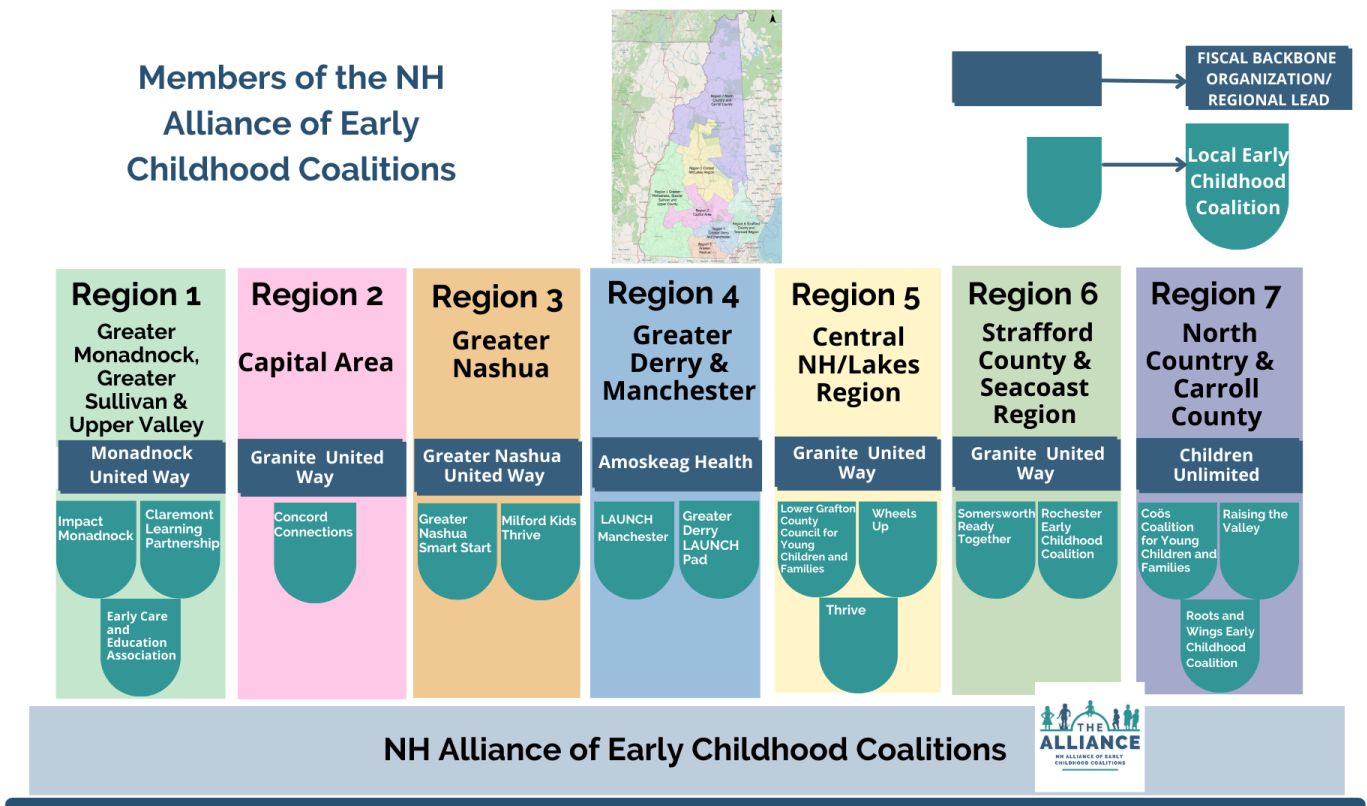 Members of the NH
Alliance of Early
Childhood Coalitions
FISCAL BACKBONE
ORGANIZATION/
REGIONAL LEAD
Local Early
Childhood
Coalition
Region 1
Greater
Monadnock,
Greater
Sullivan &
Upper Valley
Monadnock
United Way
Impact
Monadnock
Claremont
Learning
Partnership
Early Care
and
Education
Association
Region 2
Capital Area
Granite United
Way
Concord
Connections
Region 3
Greater
Nashua
Greater Nashua
United Way
Greater
Nashua
Smart Start
Milford Kids
Thrive
Region 4
Greater
Derry &
Manchester
Amoskeag Health
LAUNCH
Manchester
Greater
Derry
LAUNCH
Pad
Region 5
Central
NH/Lakes
Region
Granite United
Way
Lower Grafton
County
Council for
Young
Children and
Families
Wheels
Up
Thrive
Region 6
Strafford
County &
Seacoast
Region
Granite United
Way
Somersworth
Ready
Together
Rochester
Early
Childhood
Coalition
Region 7
North
Country &
Carroll
County
Children
Unlimited
Coös
Coalition
for Young
Children and
Families
Raising the
Valley
Roots and
Wings Early
Childhood
Coalition
NH Alliance of Early Childhood Coalitions
THE
ALLIANCE
NH ALLIANCE OF EARLY
CHILDHOOD COALITIONS